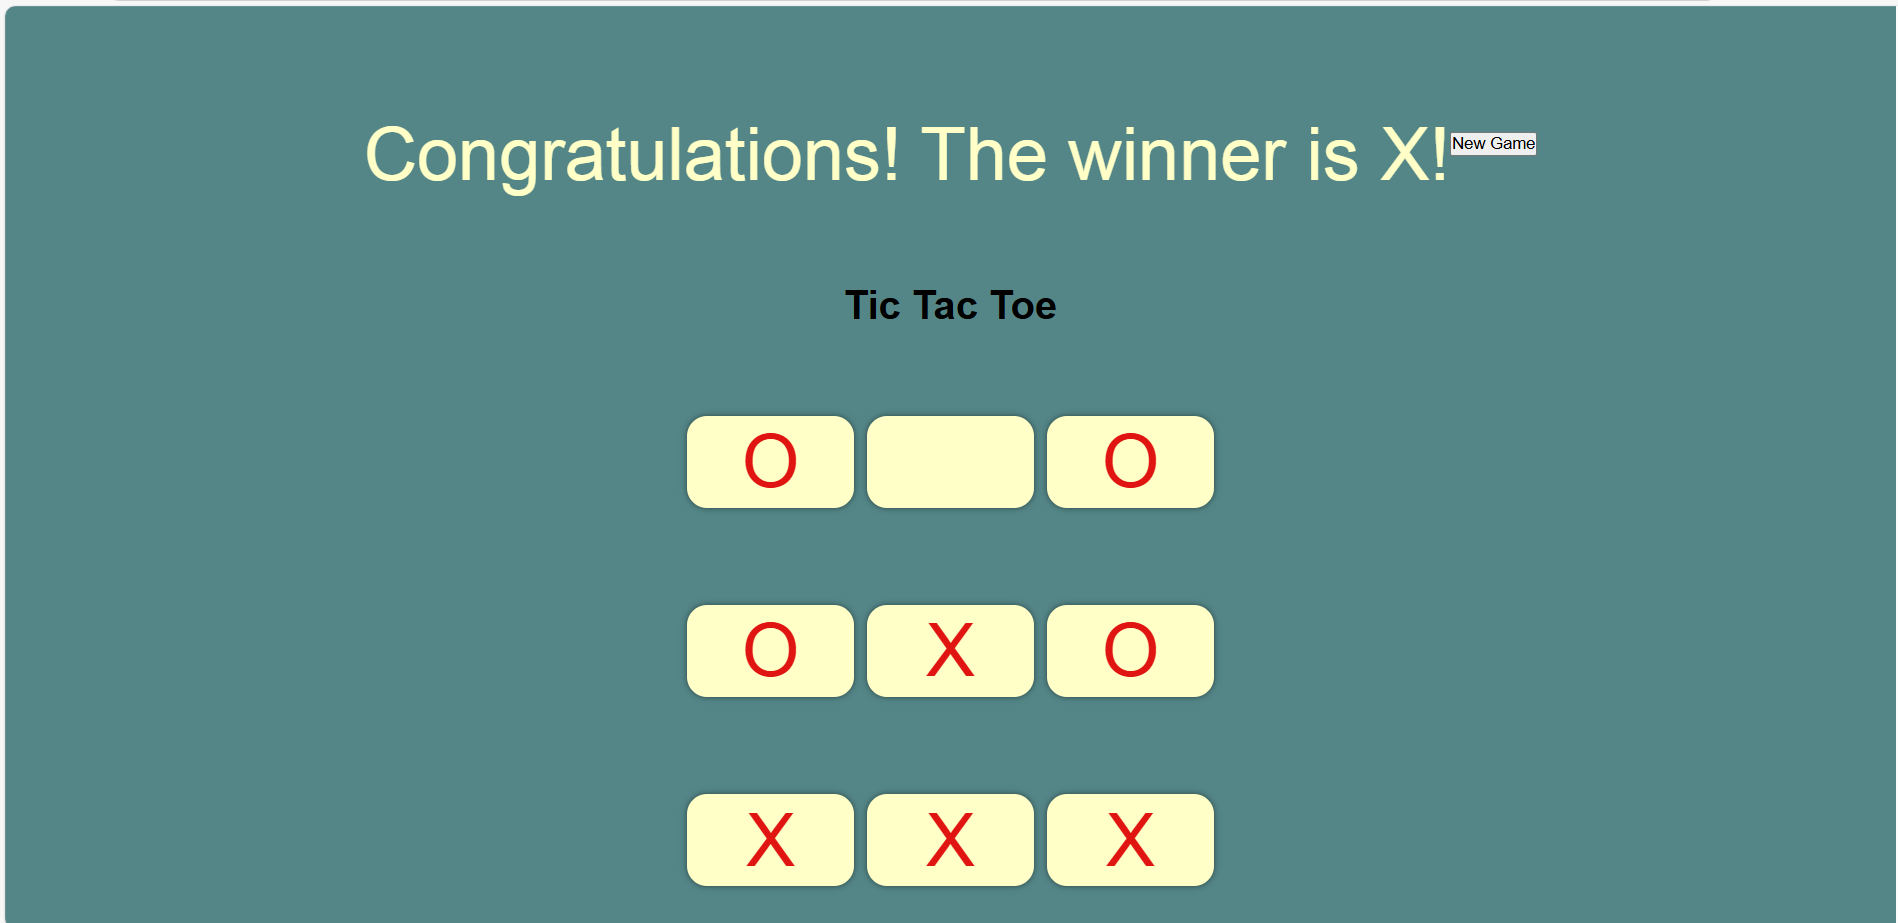 Congratulations! The winner is X! New Game
Tic Tac Toe
O O
O X O
X X X